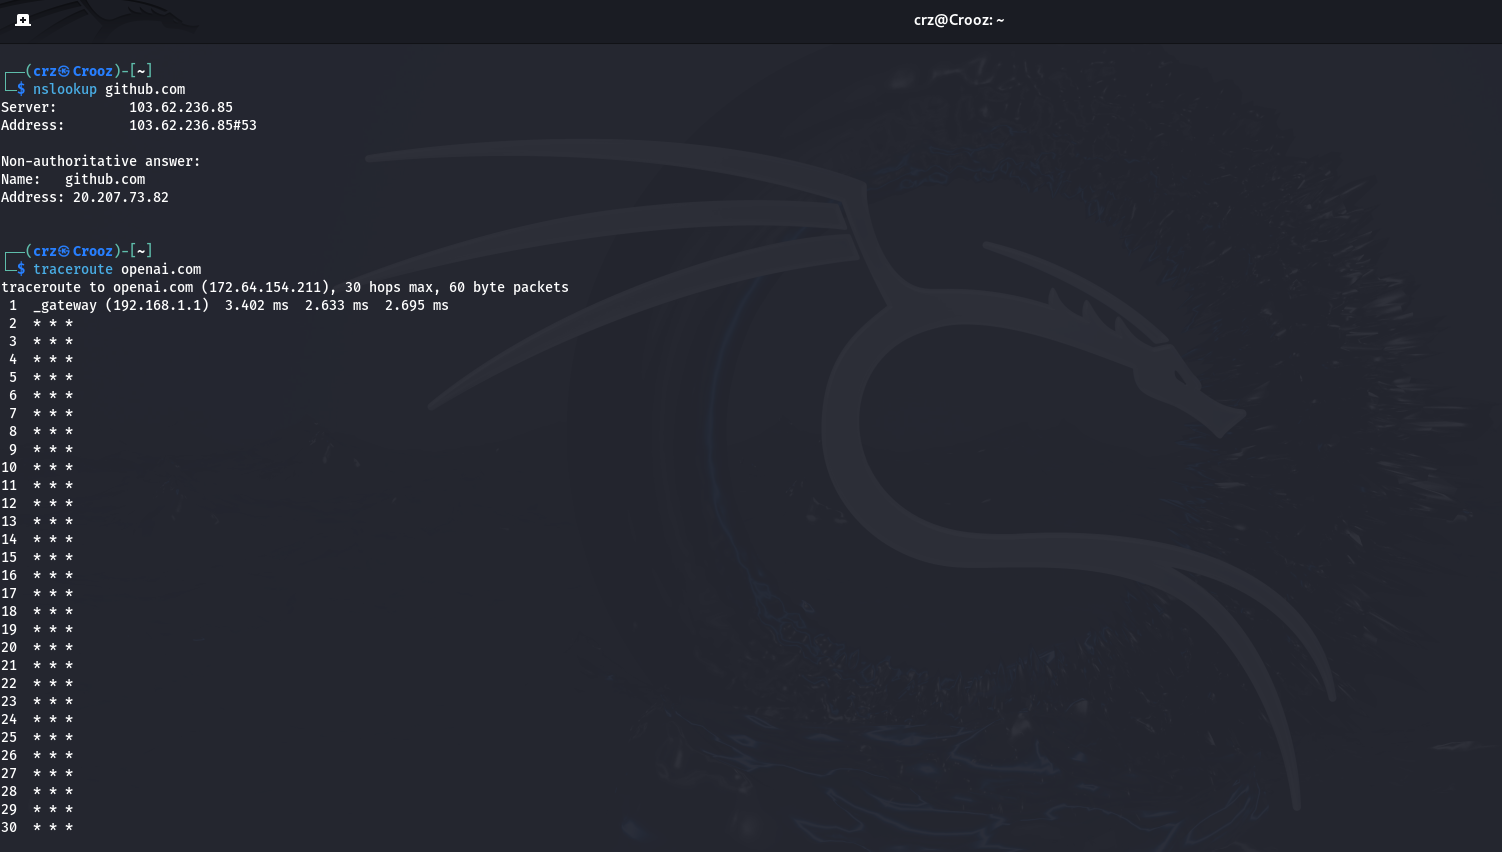 crz@Crooz: ~
┌──(crz㉿Crooz)-[~]
└─$ nslookup github.com
Server:         103.62.236.85
Address:        103.62.236.85#53
Non-authoritative answer:
Name:   github.com
Address: 20.207.73.82
┌──(crz㉿Crooz)-[~]
└─$ traceroute openai.com
traceroute to openai.com (172.64.154.211), 30 hops max, 60 byte packets
 1  _gateway (192.168.1.1)  3.402 ms  2.633 ms  2.695 ms
 2  * * *
 3  * * *
 4  * * *
 5  * * *
 6  * * *
 7  * * *
 8  * * *
 9  * * *
10  * * *
11  * * *
12  * * *
13  * * *
14  * * *
15  * * *
16  * * *
17  * * *
18  * * *
19  * * *
20  * * *
21  * * *
22  * * *
23  * * *
24  * * *
25  * * *
26  * * *
27  * * *
28  * * *
29  * * *
30  * * *